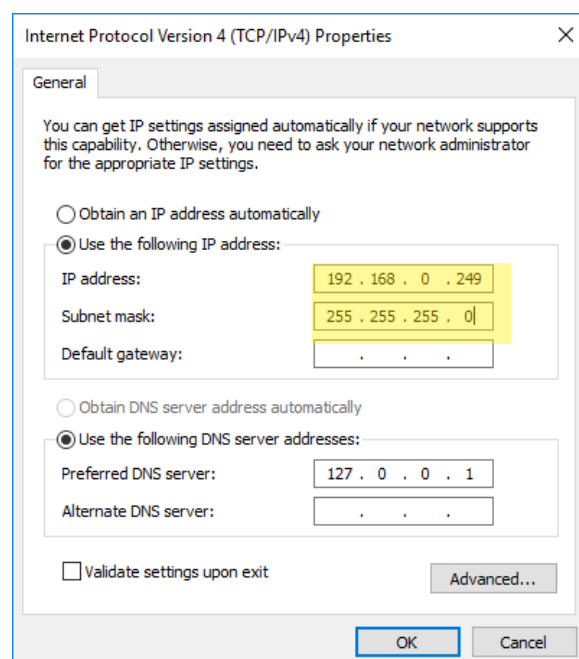 Internet Protocol Version 4 (TCP/IPv4) Properties
General
You can get IP settings assigned automatically if your network supports
this capability. Otherwise, you need to ask your network administrator
for the appropriate IP settings.
Obtain an IP address automatically
Use the following IP address:
IP address: 192 . 168 . 0 . 249
Subnet mask: 255 . 255 . 255 . 0
Default gateway: . . .
Obtain DNS server address automatically
Use the following DNS server addresses:
Preferred DNS server: 127 . 0 . 0 . 1
Alternate DNS server: . . .
Validate settings upon exit
Advanced...
OK Cancel